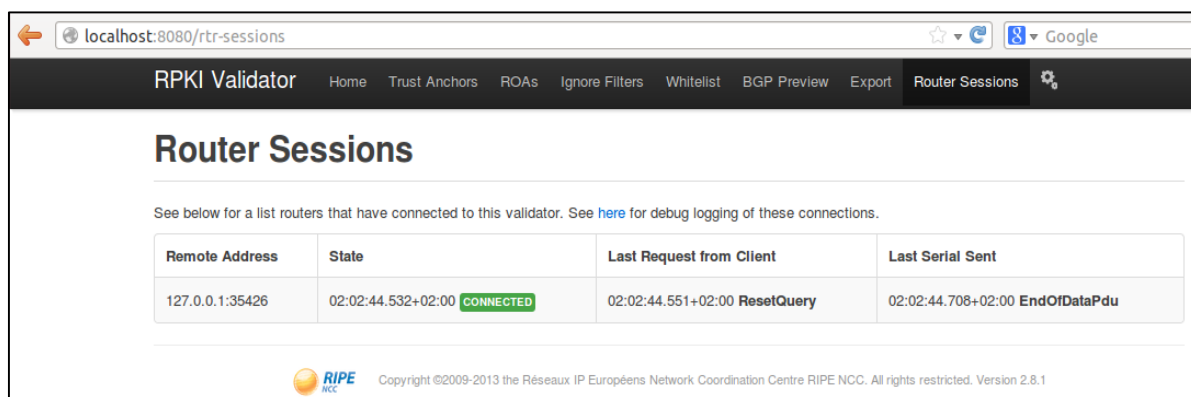 localhost:8080/rtr-sessions
Google
RPKI Validator Home Trust Anchors ROAs Ignore Filters Whitelist BGP Preview Export Router Sessions
Router Sessions
See below for a list routers that have connected to this validator. See here for debug logging of these connections.
Remote Address State Last Request from Client Last Serial Sent
127.0.0.1:35426 02:02:44.532+02:00 CONNECTED 02:02:44.551+02:00 ResetQuery 02:02:44.708+02:00 EndOfDataPdu
RIPE NCC Copyright ©2009-2013 the Réseaux IP Européens Network Coordination Centre RIPE NCC. All rights restricted. Version 2.8.1